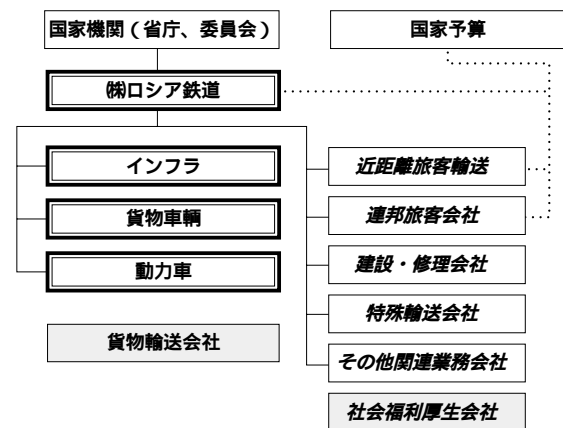 国家機関（省庁、委員会）
国家予算
㈱ロシア鉄道
インフラ
近距離旅客輸送
貨物車輌
連邦旅客会社
動力車
建設・修理会社
特殊輸送会社
貨物輸送会社
その他関連業務会社
社会福利厚生会社